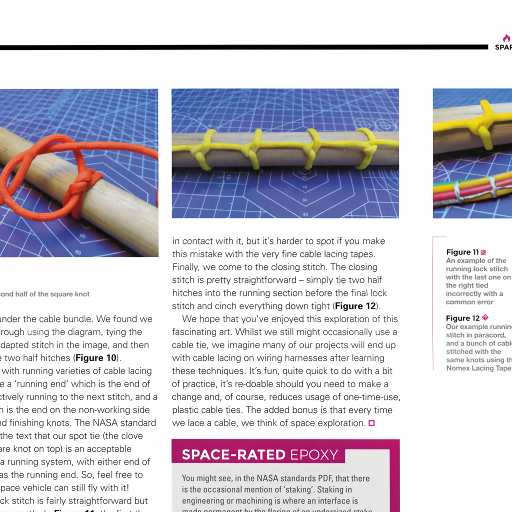 SPAR
ond half of the square knot
under the cable bundle. We found we
rough using the diagram, tying the
dapted stitch in the image, and then
e two half hitches (Figure 10).
with running varieties of cable lacing
e a ‘running end’ which is the end of
ctively running to the next stitch, and a
n is the end on the non-working side
nd finishing knots. The NASA standard
the text that our spot tie (the clove
are knot on top) is an acceptable
a running system, with either end of
as the running end. So, feel free to
pace vehicle can still fly with it!
ck stitch is fairly straightforward but
in contact with it, but it’s harder to spot if you make
this mistake with the very fine cable lacing tapes.
Finally, we come to the closing stitch. The closing
stitch is pretty straightforward – simply tie two half
hitches into the running section before the final lock
stitch and cinch everything down tight (Figure 12).
We hope that you’ve enjoyed this exploration of this
fascinating art. Whilst we still might occasionally use a
cable tie, we imagine many of our projects will end up
with cable lacing on wiring harnesses after learning
these techniques. It’s fun, quite quick to do with a bit
of practice, it’s re-doable should you need to make a
change and, of course, reduces usage of one-time-use,
plastic cable ties. The added bonus is that every time
we lace a cable, we think of space exploration.
SPACE-RATED EPOXY
You might see, in the NASA standards PDF, that there
is the occasional mention of ‘staking’. Staking in
engineering or machining is where an interface is
Figure 11
An example of the
running lock stitch
with the last one on
the right tied
incorrectly with a
common error
Figure 12
Our example runnin
stitch in paracord,
and a bunch of cabl
stitched with the
same knots using th
Nomex Lacing Tape